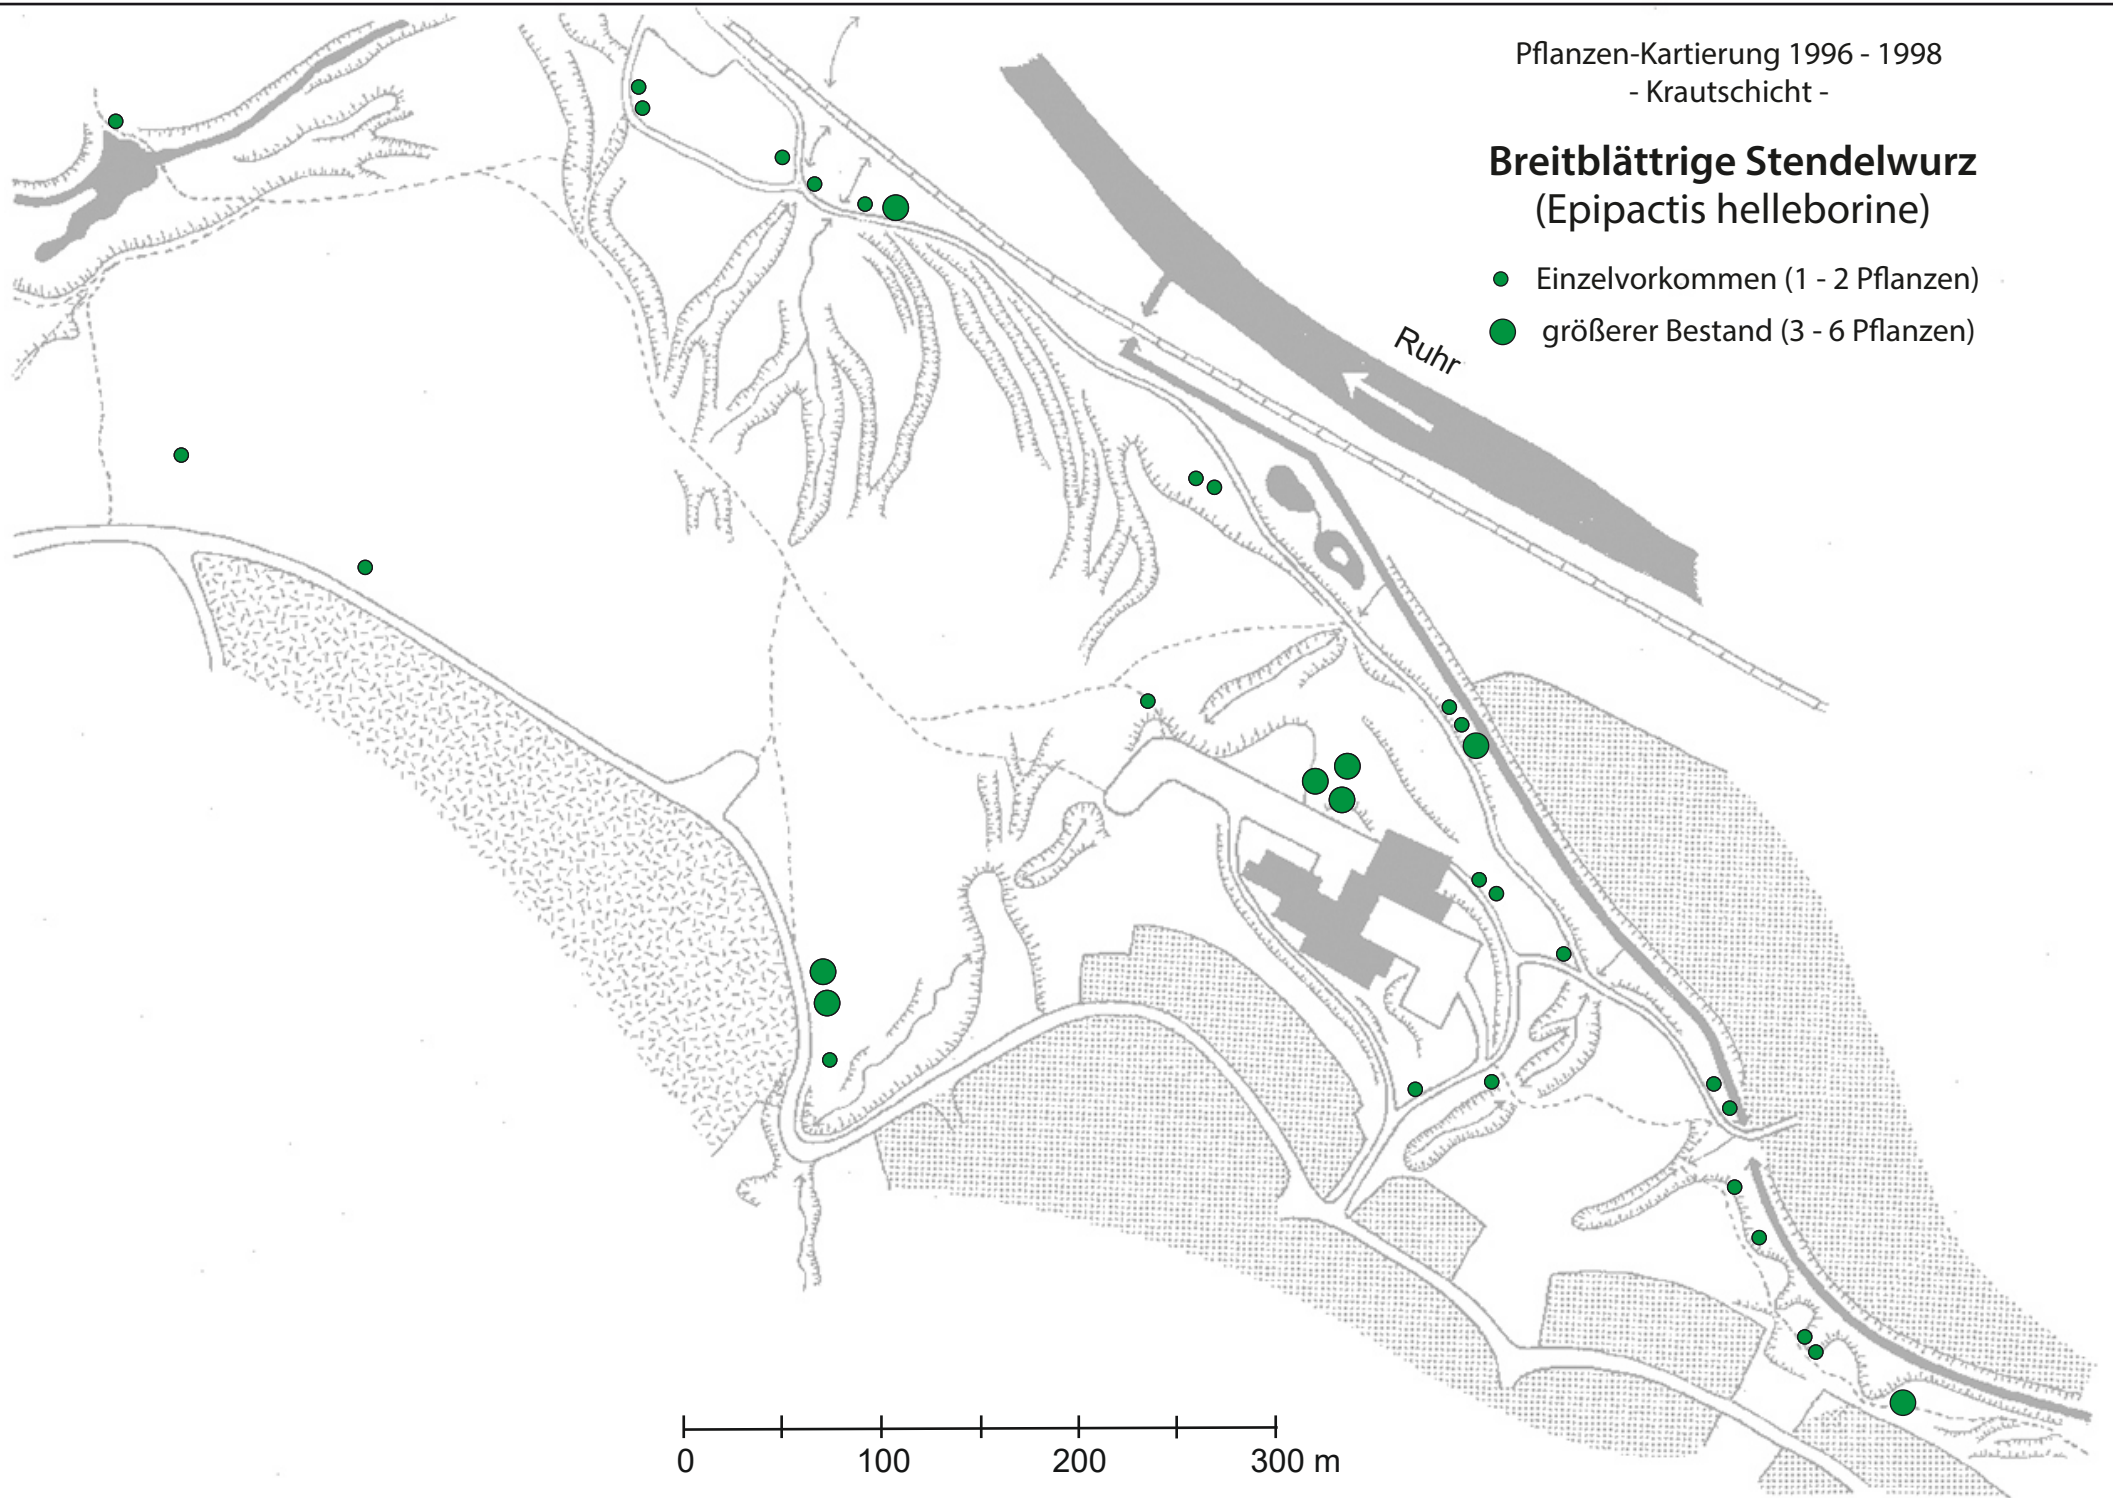 Pflanzen-Kartierung 1996 - 1998
- Krautschicht -
Breitblättrige Stendelwurz
(Epipactis helleborine)
Einzelvorkommen (1 - 2 Pflanzen)
größerer Bestand (3 - 6 Pflanzen)
Ruhr
0 100 200 300 m